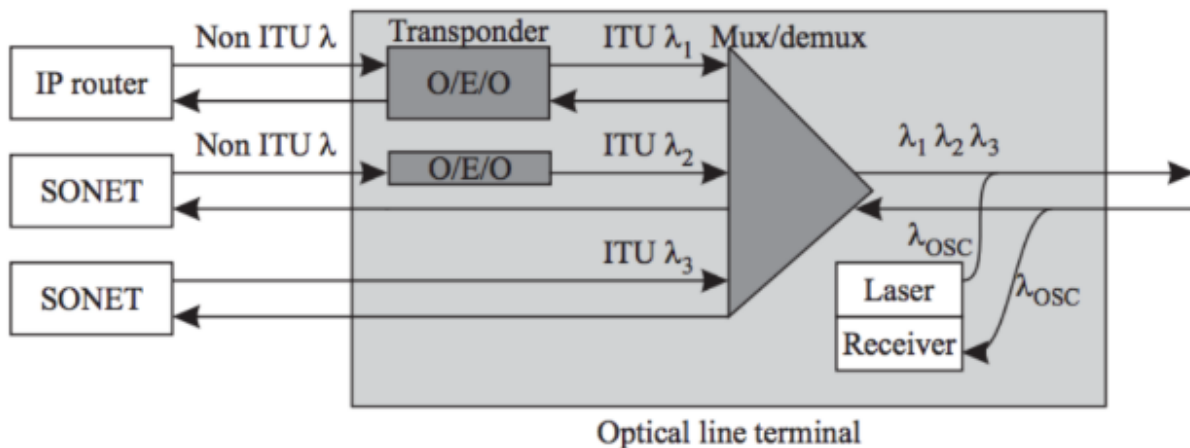 Non ITU λ
Transponder
ITU λ₁
Mux/demux
IP router
O/E/O
Non ITU λ
ITU λ₂
λ₁ λ₂ λ₃
SONET
O/E/O
λOSC
ITU λ₃
SONET
Laser
λOSC
Receiver
Optical line terminal